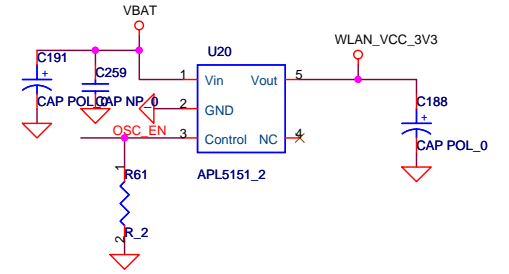 VBAT
WLAN_VCC_3V3
C191
U20
C259
1
Vin
Vout
5
CAP POL_0
CAP NP_0
2
GND
C188
OSC_EN
3
Control
NC
4
CAP POL_0
1
R61
APL5151_2
2
R_2